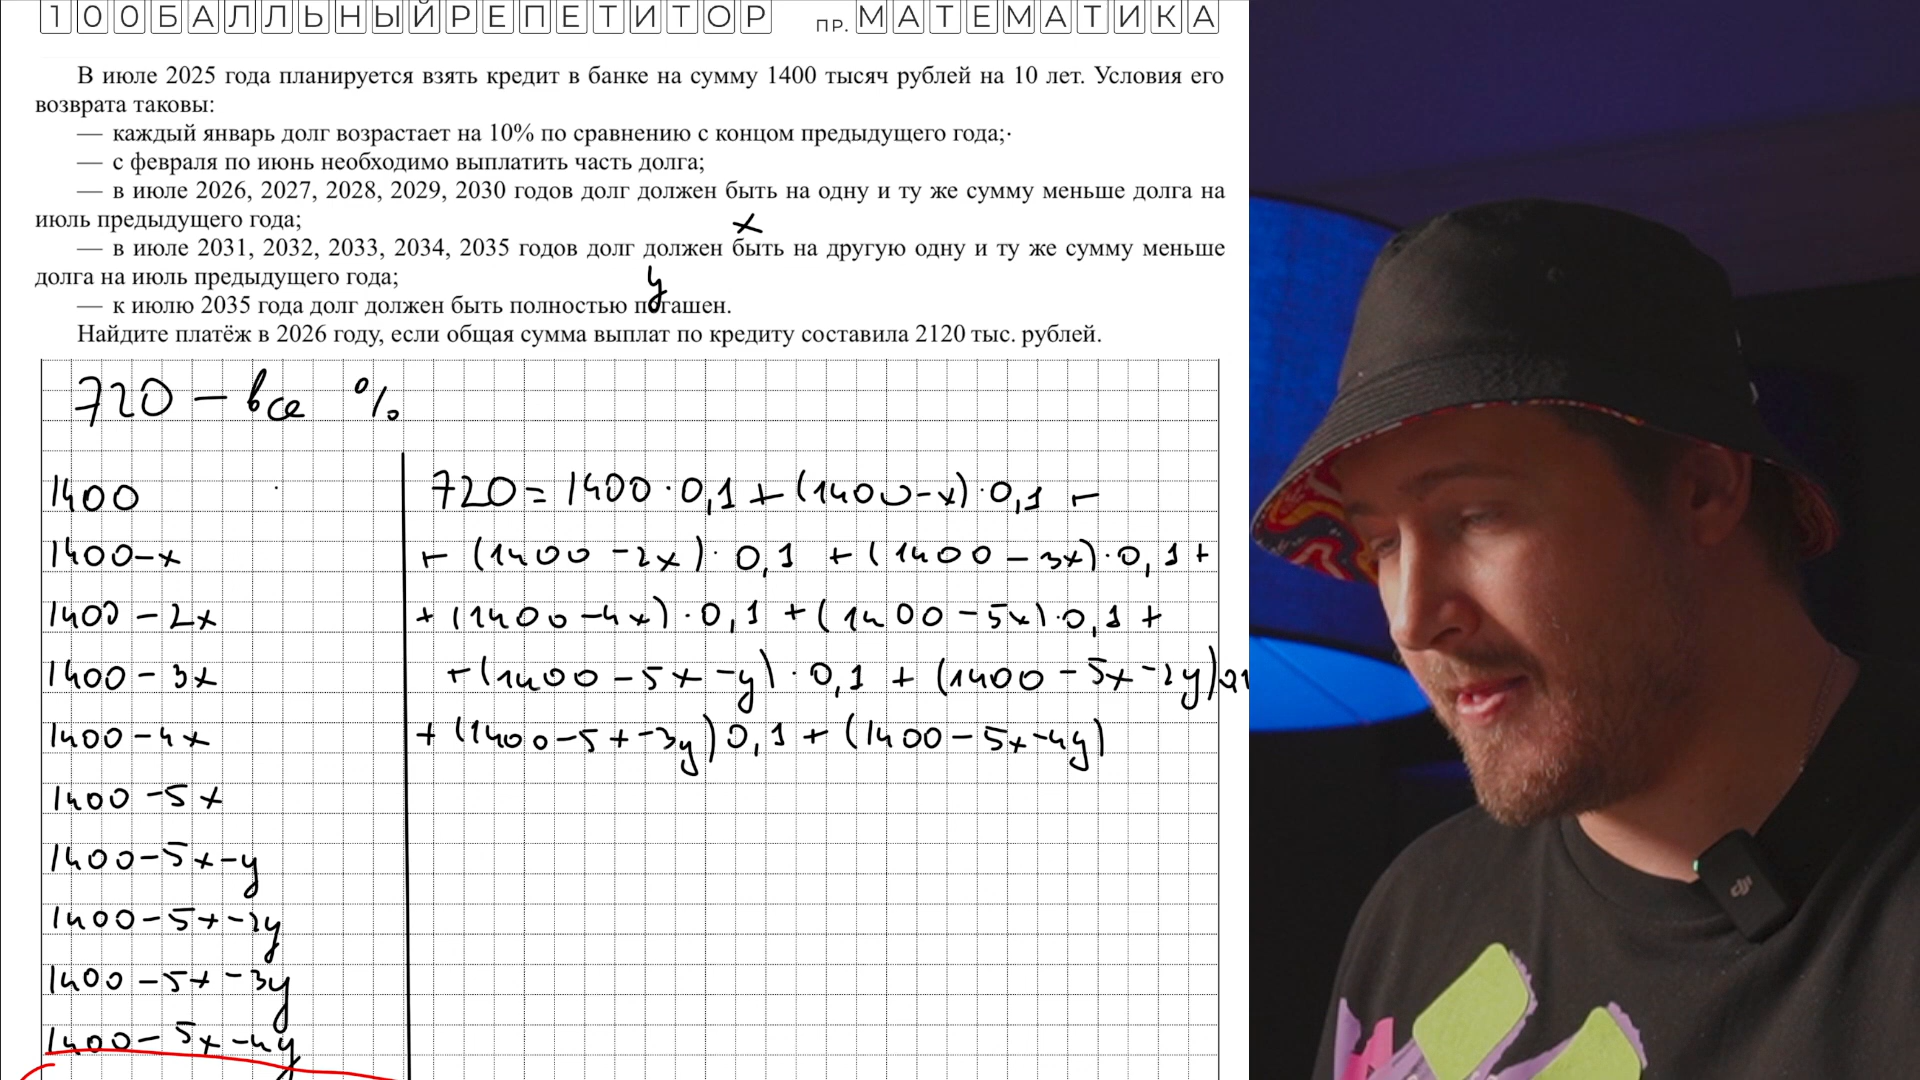 100БАЛЛЬНЫЙРЕПЕТИТОР ПР. МАТЕМАТИКА
В июле 2025 года планируется взять кредит в банке на сумму 1400 тысяч рублей на 10 лет. Условия его
возврата таковы:
— каждый январь долг возрастает на 10% по сравнению с концом предыдущего года;
— с февраля по июнь необходимо выплатить часть долга;
— в июле 2026, 2027, 2028, 2029, 2030 годов долг должен быть на одну и ту же сумму меньше долга на
июль предыдущего года;
x
— в июле 2031, 2032, 2033, 2034, 2035 годов долг должен быть на другую одну и ту же сумму меньше
долга на июль предыдущего года;
y
— к июлю 2035 года долг должен быть полностью погашен.
Найдите платёж в 2026 году, если общая сумма выплат по кредиту составила 2120 тыс. рублей.
720 – все %
1400
1400-x
1400-2x
1400-3x
1400-4x
1400-5x
1400-5x-y
1400-5x-2y
1400-5x-3y
1400-5x-4y
720 = 1400·0,1 + (1400-x)·0,1 +
+ (1400-2x)·0,1 + (1400-3x)·0,1 +
+ (1400-4x)·0,1 + (1400-5x)·0,1 +
+ (1400-5x-y)·0,1 + (1400-5x-2y)0,1
+ (1400-5x-3y)0,1 + (1400-5x-4y)
dji